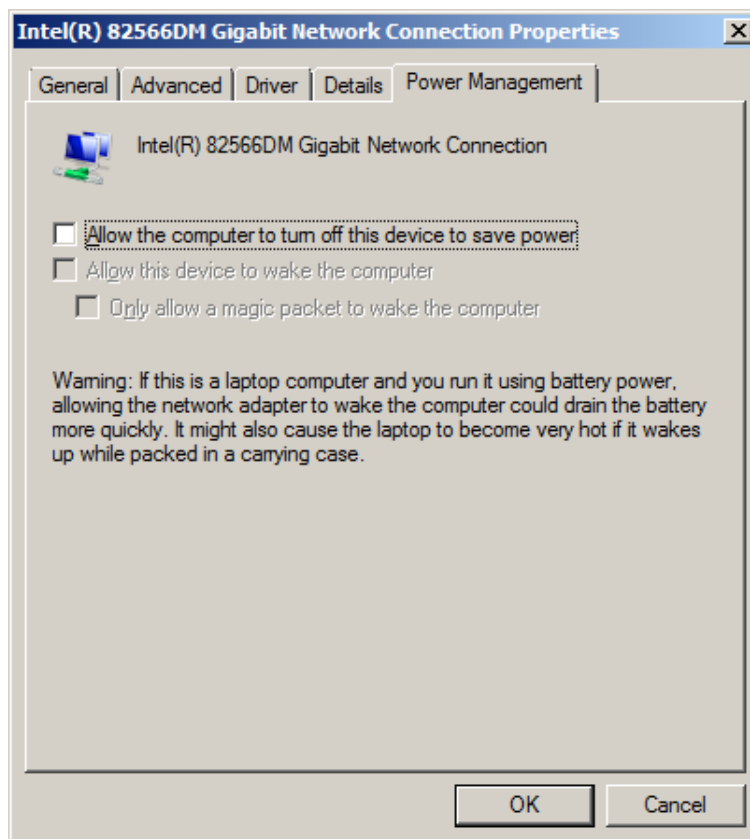 Intel(R) 82566DM Gigabit Network Connection Properties
General Advanced Driver Details Power Management
Intel(R) 82566DM Gigabit Network Connection
Allow the computer to turn off this device to save power
Allow this device to wake the computer
Only allow a magic packet to wake the computer
Warning: If this is a laptop computer and you run it using battery power,
allowing the network adapter to wake the computer could drain the battery
more quickly. It might also cause the laptop to become very hot if it wakes
up while packed in a carrying case.
OK Cancel